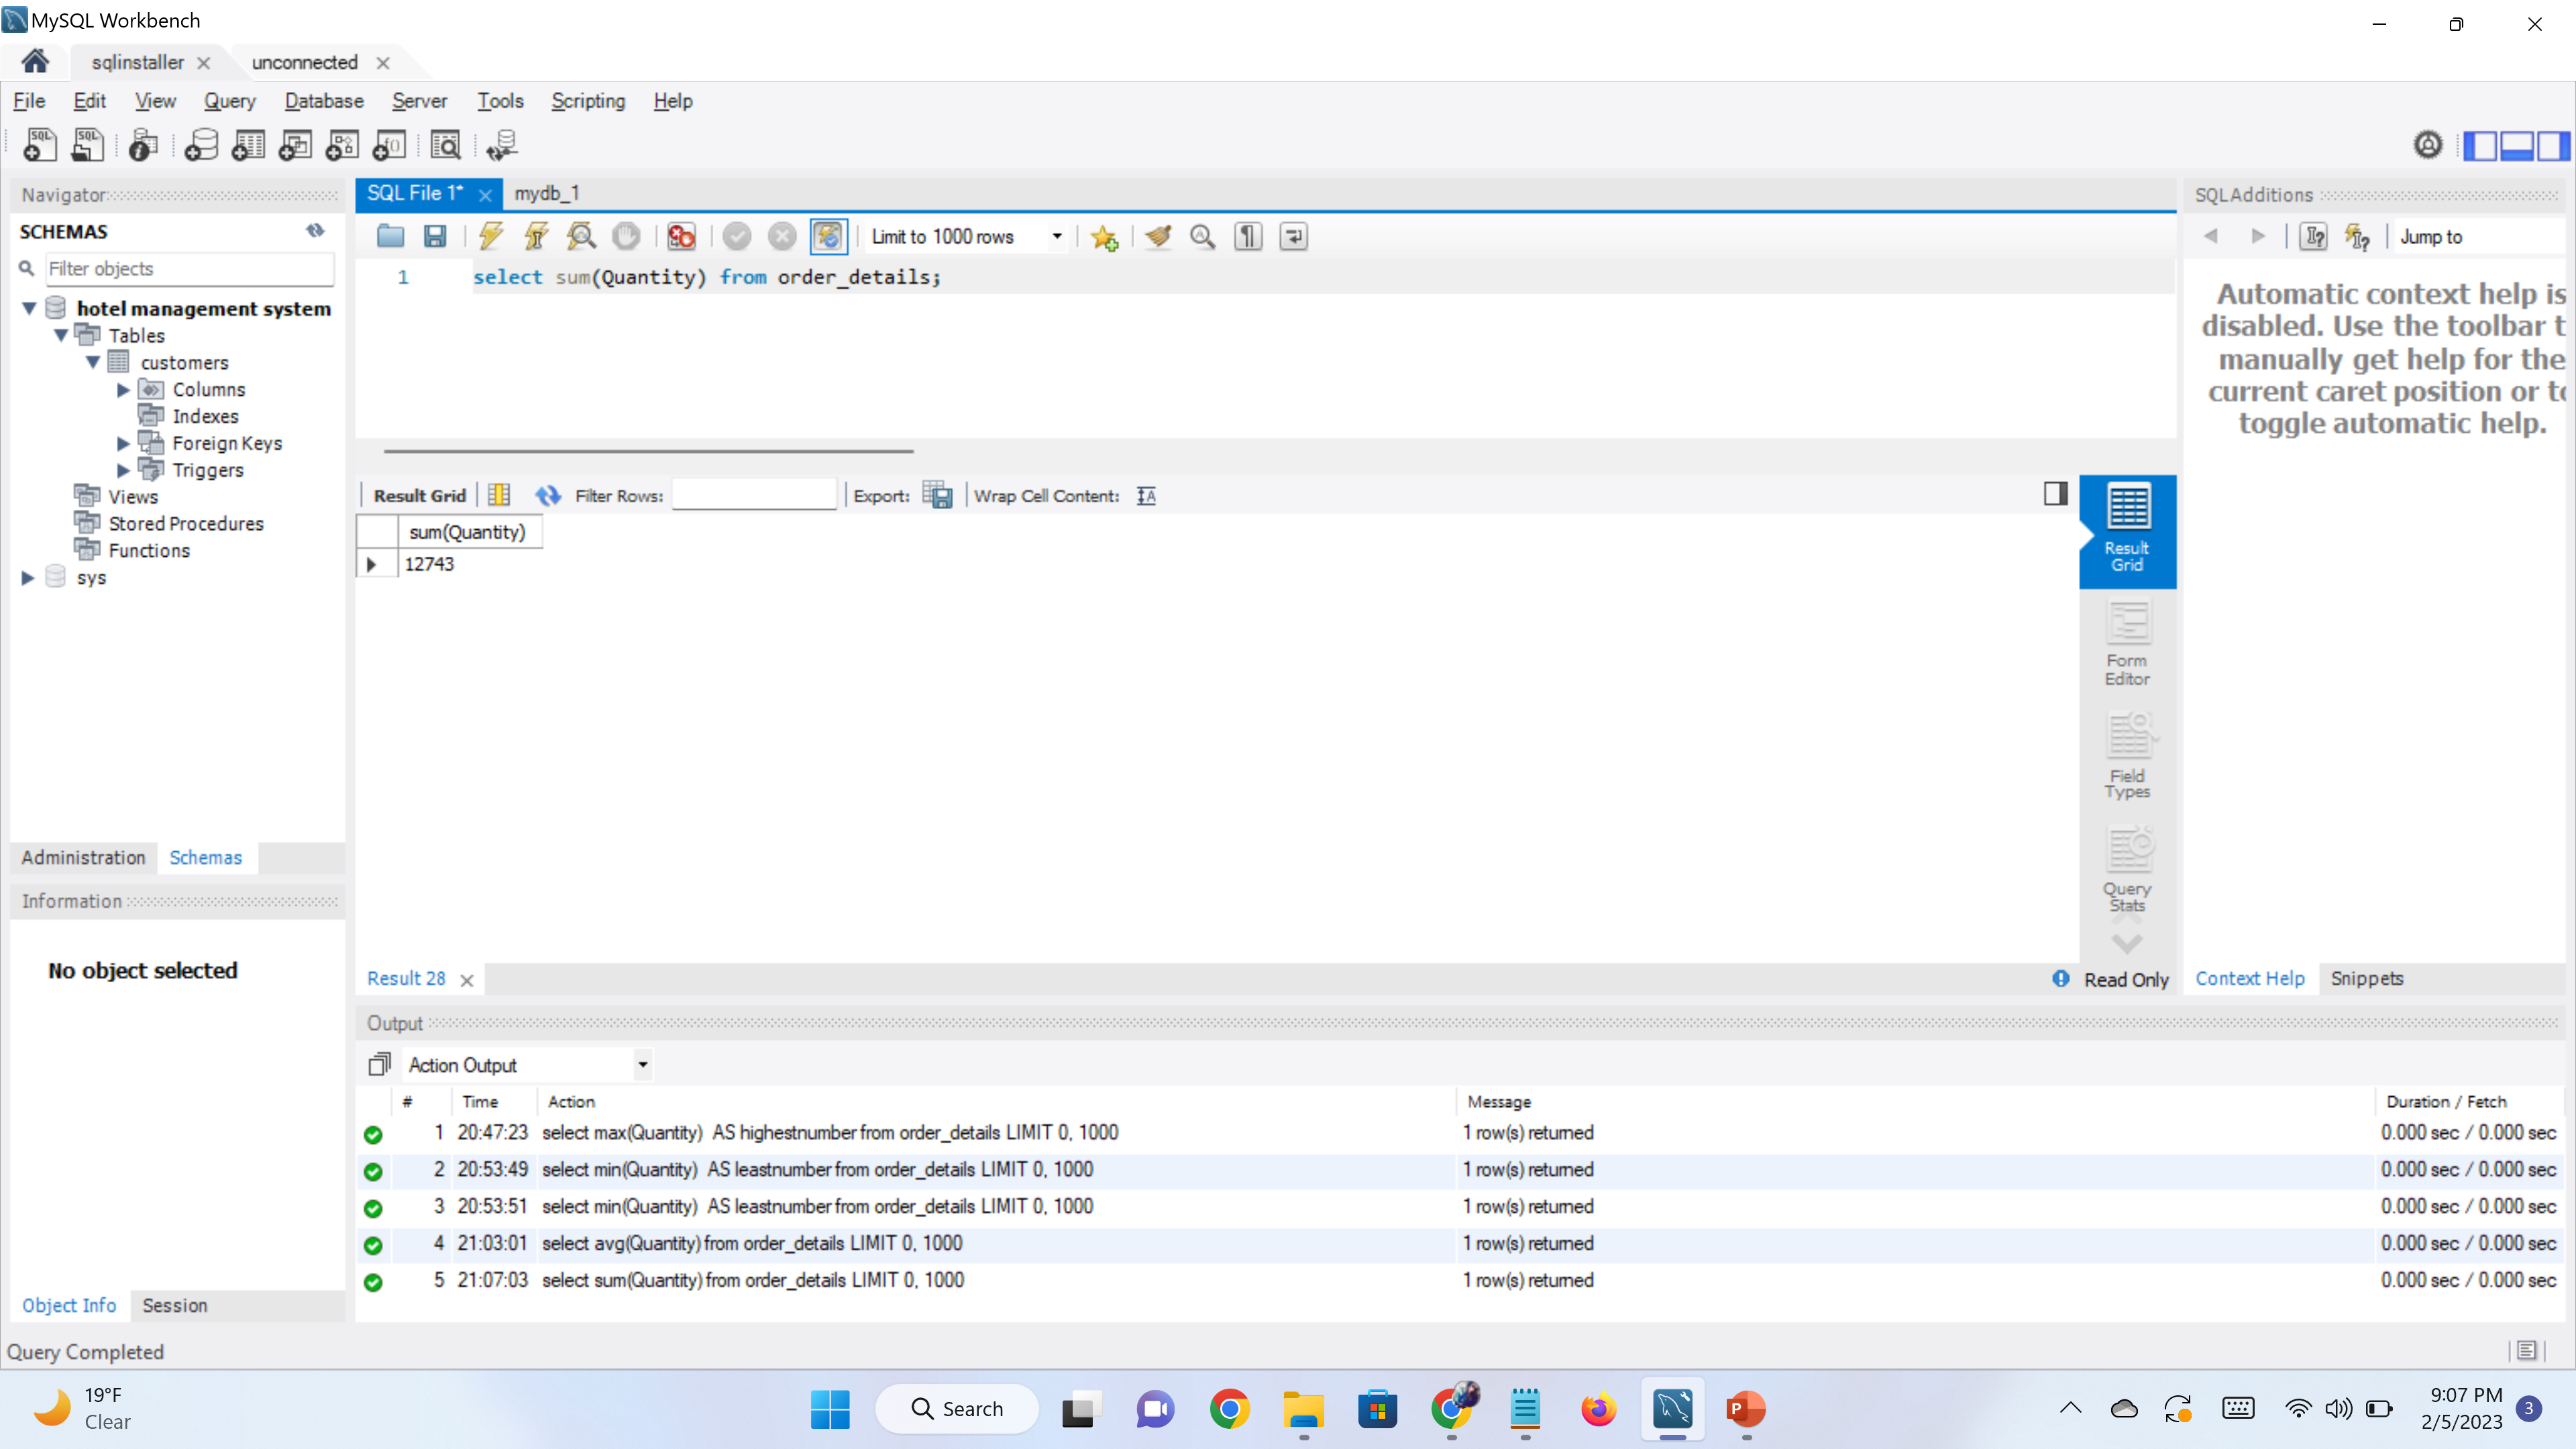 MySQL Workbench
sqlinstaller
unconnected
File Edit View Query Database Server Tools Scripting Help
Navigator
SCHEMAS
Filter objects
hotel management system
Tables
customers
Columns
Indexes
Foreign Keys
Triggers
Views
Stored Procedures
Functions
sys
Administration Schemas
Information
No object selected
Object Info Session
SQL File 1* mydb_1
Limit to 1000 rows
1 select sum(Quantity) from order_details;
Result Grid Filter Rows: Export: Wrap Cell Content:
sum(Quantity)
12743
Result
Grid
Form
Editor
Field
Types
Query
Stats
Result 28
Read Only
SQLAdditions
Jump to
Automatic context help is
disabled. Use the toolbar t
manually get help for the
current caret position or to
toggle automatic help.
Context Help Snippets
Output
Action Output
# Time Action Message Duration / Fetch
1 20:47:23 select max(Quantity) AS highestnumber from order_details LIMIT 0, 1000 1 row(s) returned 0.000 sec / 0.000 sec
2 20:53:49 select min(Quantity) AS leastnumber from order_details LIMIT 0, 1000 1 row(s) returned 0.000 sec / 0.000 sec
3 20:53:51 select min(Quantity) AS leastnumber from order_details LIMIT 0, 1000 1 row(s) returned 0.000 sec / 0.000 sec
4 21:03:01 select avg(Quantity) from order_details LIMIT 0, 1000 1 row(s) returned 0.000 sec / 0.000 sec
5 21:07:03 select sum(Quantity) from order_details LIMIT 0, 1000 1 row(s) returned 0.000 sec / 0.000 sec
Query Completed
19°F
Clear
Search
9:07 PM
2/5/2023
3